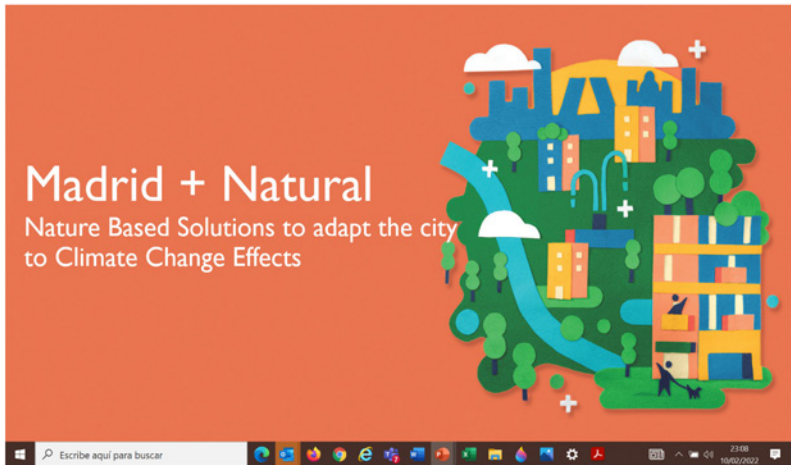 Madrid + Natural
Nature Based Solutions to adapt the city
to Climate Change Effects
Escribe aquí para buscar
23:08
10/02/2022